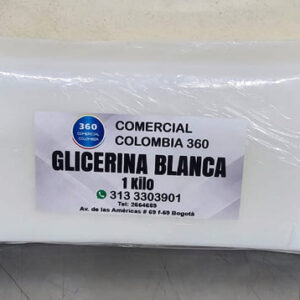 360
COMERCIAL
COLOMBIA
COMERCIAL
COLOMBIA 360
GLICERINA BLANCA
1 Kilo
313 3303901
Tel: 2664689
Av. de las Américas # 69 f-69 Bogotá